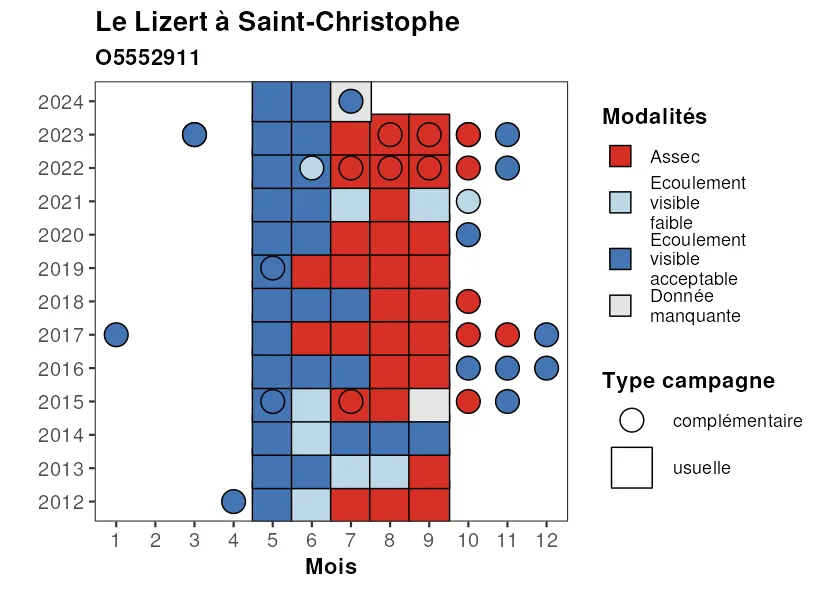 Le Lizert à Saint-Christophe
O5552911
2024
2023
2022
2021
2020
2019
2018
2017
2016
2015
2014
2013
2012
1 2 3 4 5 6 7 8 9 10 11 12
Mois
Modalités
Assec
Ecoulement
visible
faible
Ecoulement
visible
acceptable
Donnée
manquante
Type campagne
complémentaire
usuelle